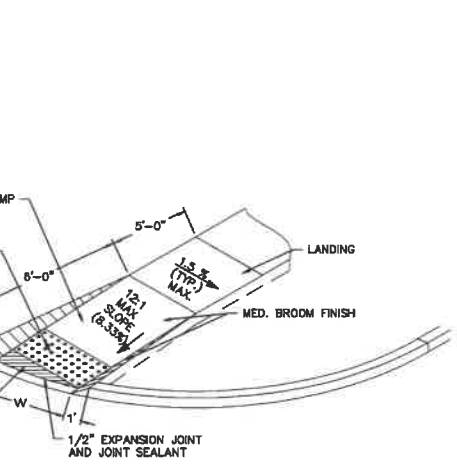 MP
5'-0"
6'-0"
1.5 %
(TYP.)
MAX.
LANDING
12:1
MAX
SLOPE
(8.33%)
MED. BROOM FINISH
W
1'
1/2" EXPANSION JOINT
AND JOINT SEALANT